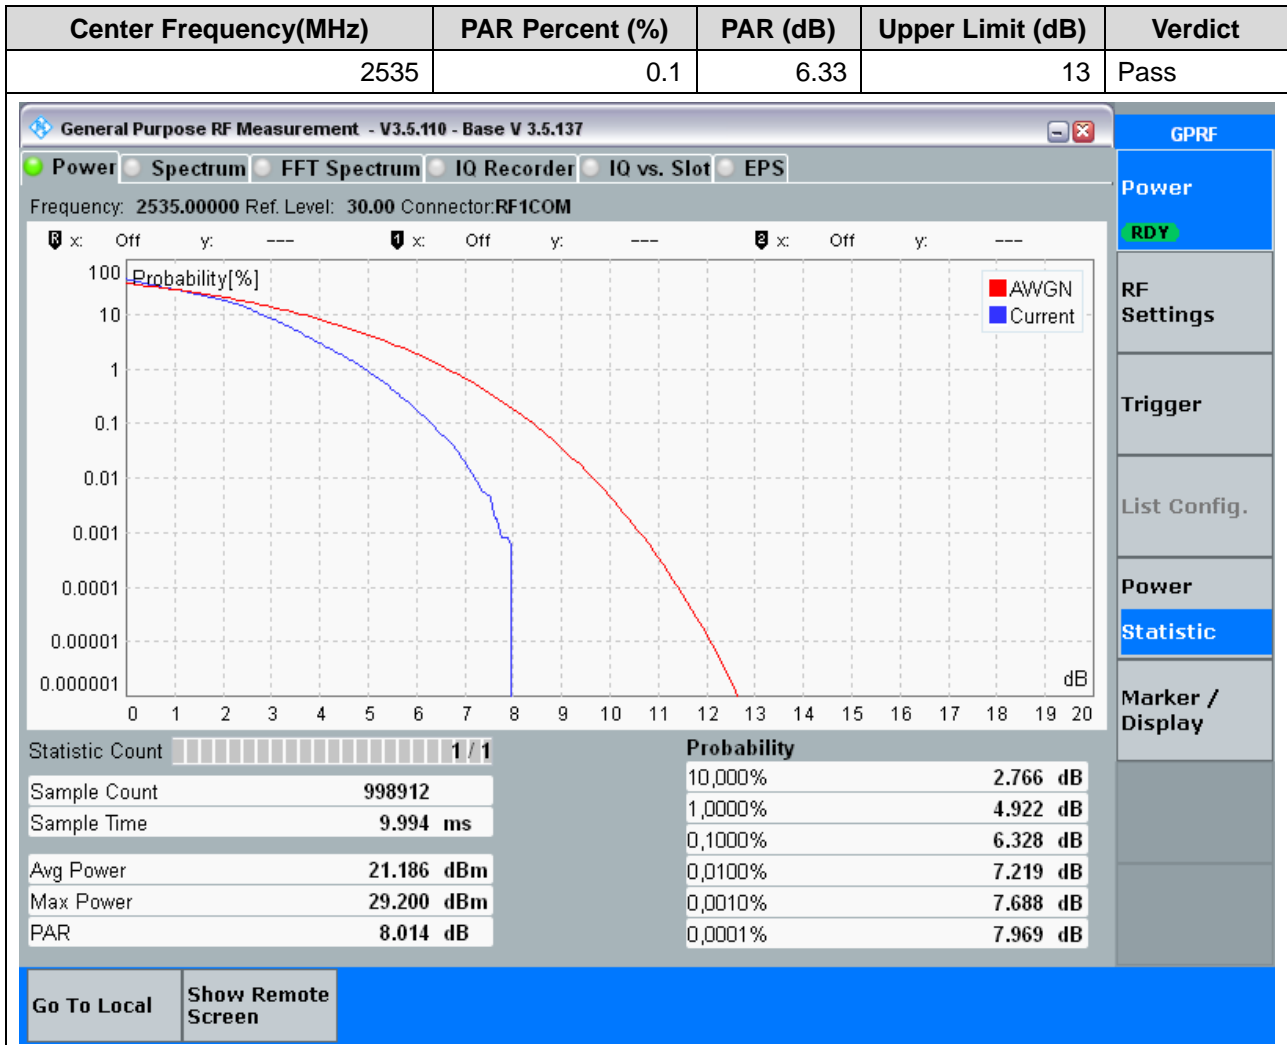 Center Frequency(MHz) PAR Percent (%) PAR (dB) Upper Limit (dB) Verdict
2535 0.1 6.33 13 Pass
General Purpose RF Measurement - V3.5.110 - Base V 3.5.137
GPRF
Power Spectrum FFT Spectrum IQ Recorder IQ vs. Slot EPS
Frequency: 2535.00000 Ref. Level: 30.00 Connector:RF1COM
R x: Off y: --- 1 x: Off y: --- 2 x: Off y: ---
Probability[%]
AWGN
Current
100
10
1
0.1
0.01
0.001
0.0001
0.00001
0.000001
dB
0 1 2 3 4 5 6 7 8 9 10 11 12 13 14 15 16 17 18 19 20
Statistic Count 1 / 1
Sample Count 998912
Sample Time 9.994 ms
Avg Power 21.186 dBm
Max Power 29.200 dBm
PAR 8.014 dB
Probability
10,000% 2.766 dB
1,0000% 4.922 dB
0,1000% 6.328 dB
0,0100% 7.219 dB
0,0010% 7.688 dB
0,0001% 7.969 dB
Power
RDY
RF
Settings
Trigger
List Config.
Power
Statistic
Marker /
Display
Go To Local
Show Remote
Screen